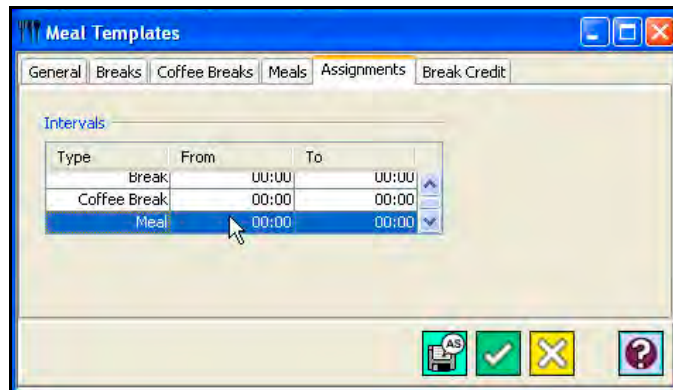 Meal Templates
General Breaks Coffee Breaks Meals Assignments Break Credit
Intervals
Type From To
Break 00:00 00:00
Coffee Break 00:00 00:00
Meal 00:00 00:00
AS